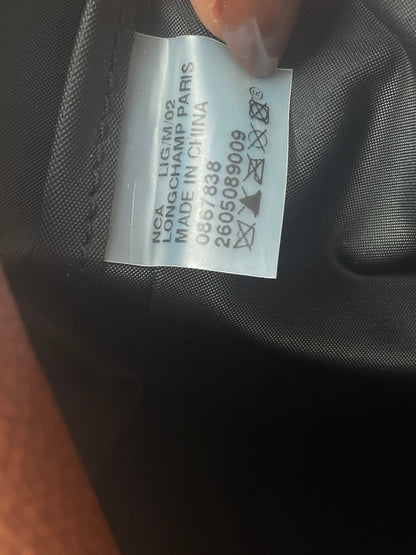 NCA LIG/M/02
LONGCHAMP PARIS
MADE IN CHINA
0867838
2605089009